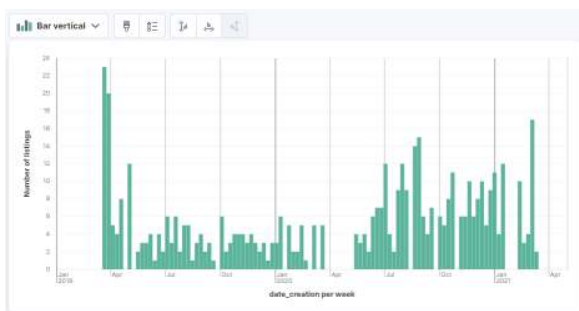 Bar vertical
24
22
20
18
16
14
12
10
8
6
4
2
0
Number of listings
Jan Apr Jul Oct Jan Apr Jul Oct Jan Apr
2019 2020 2021
date_creation per week